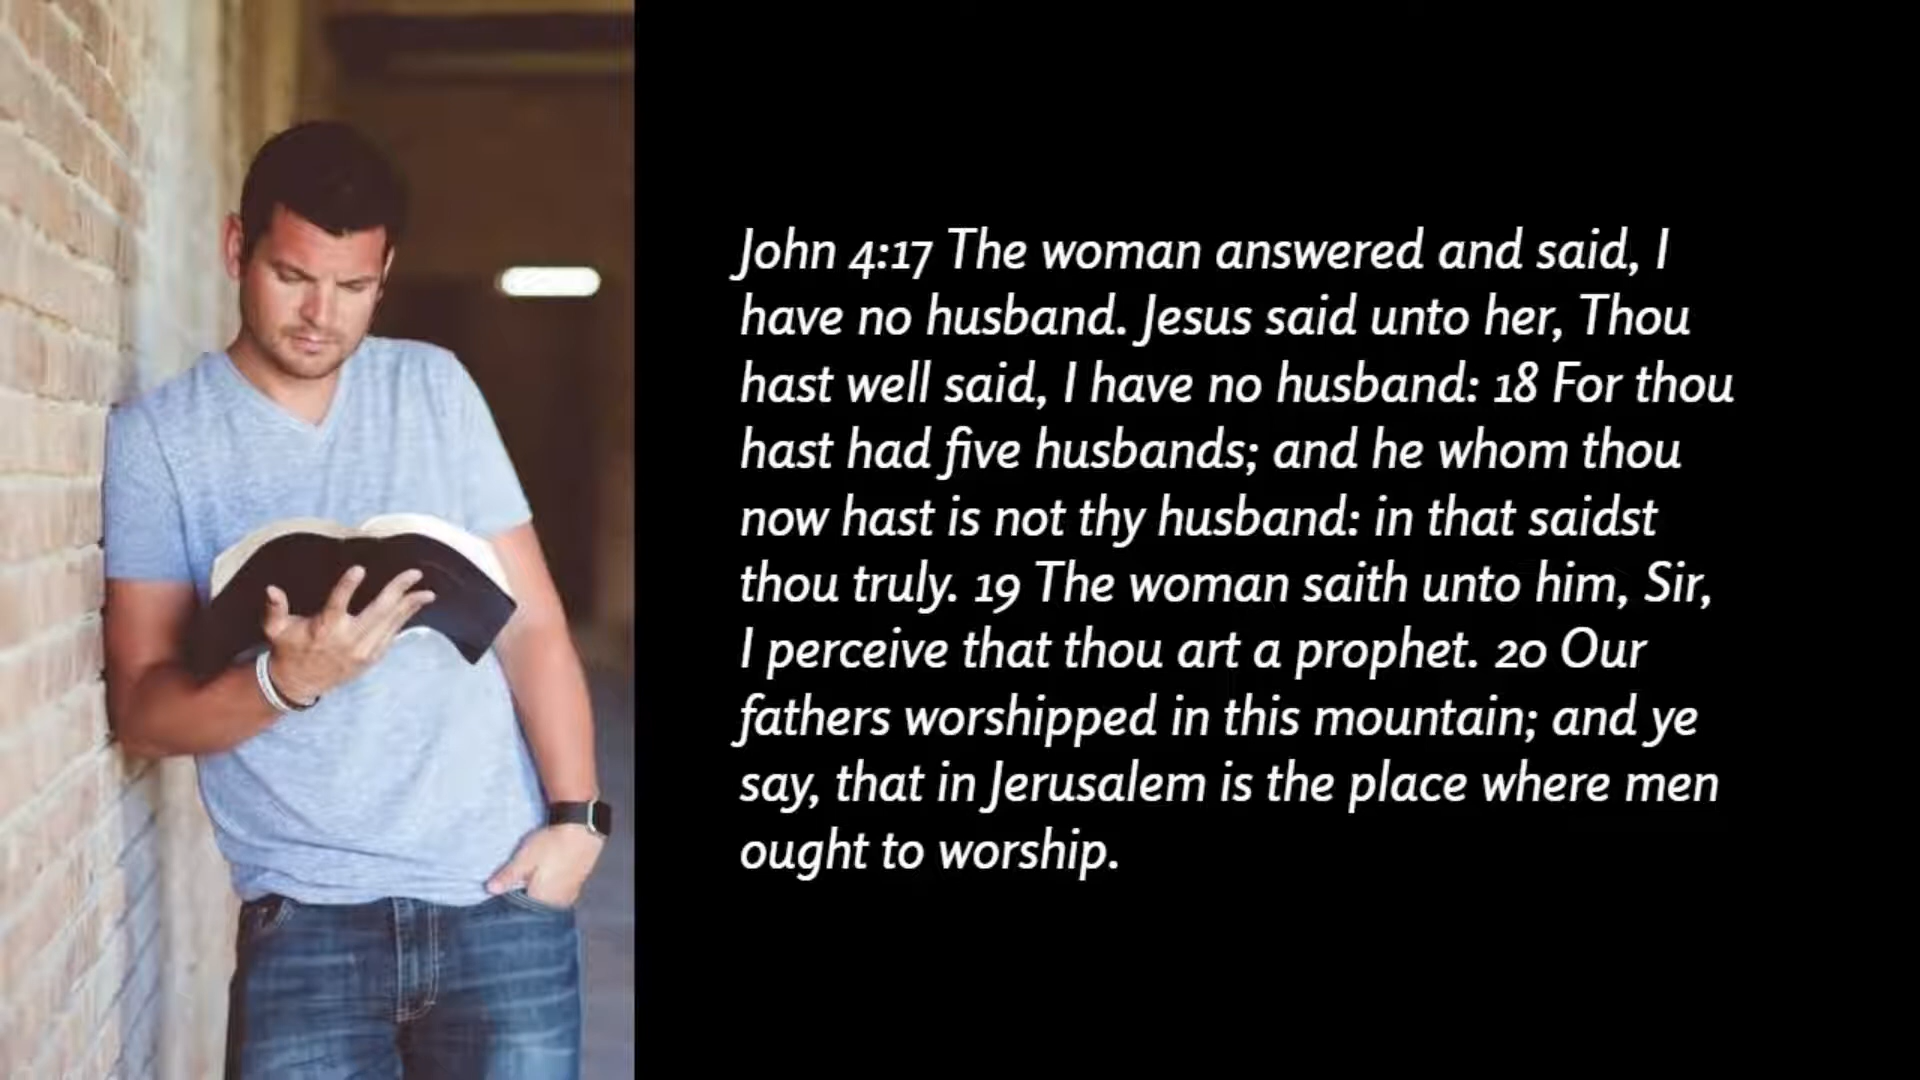 John 4:17 The woman answered and said, I
have no husband. Jesus said unto her, Thou
hast well said, I have no husband: 18 For thou
hast had five husbands; and he whom thou
now hast is not thy husband: in that saidst
thou truly. 19 The woman saith unto him, Sir,
I perceive that thou art a prophet. 20 Our
fathers worshipped in this mountain; and ye
say, that in Jerusalem is the place where men
ought to worship.